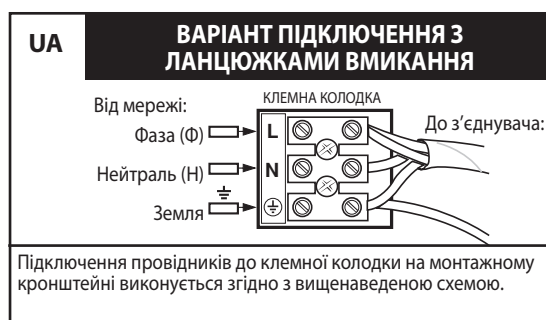 UA
ВАРІАНТ ПІДКЛЮЧЕННЯ З
ЛАНЦЮЖКАМИ ВМИКАННЯ
Від мережі:
КЛЕМНА КОЛОДКА
Фаза (Ф)
L
До з’єднувача:
Нейтраль (Н)
N
Земля
Підключення провідників до клемної колодки на монтажному
кронштейні виконується згідно з вищенаведеною схемою.